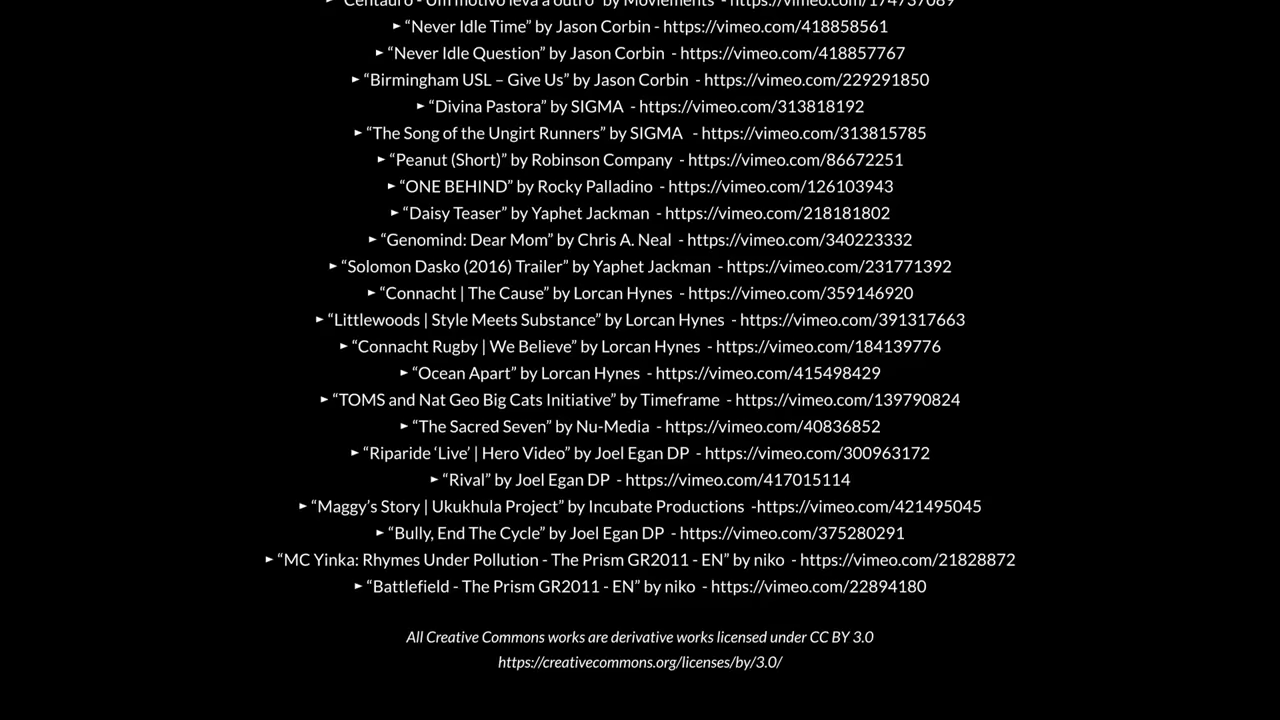 ► “Centauro - Um motivo leva a outro” by Moviements - https://vimeo.com/174737089
► “Never Idle Time” by Jason Corbin - https://vimeo.com/418858561
► “Never Idle Question” by Jason Corbin - https://vimeo.com/418857767
► “Birmingham USL – Give Us” by Jason Corbin - https://vimeo.com/229291850
► “Divina Pastora” by SIGMA - https://vimeo.com/313818192
► “The Song of the Ungirt Runners” by SIGMA - https://vimeo.com/313815785
► “Peanut (Short)” by Robinson Company - https://vimeo.com/86672251
► “ONE BEHIND” by Rocky Palladino - https://vimeo.com/126103943
► “Daisy Teaser” by Yaphet Jackman - https://vimeo.com/218181802
► “Genomind: Dear Mom” by Chris A. Neal - https://vimeo.com/340223332
► “Solomon Dasko (2016) Trailer” by Yaphet Jackman - https://vimeo.com/231771392
► “Connacht | The Cause” by Lorcan Hynes - https://vimeo.com/359146920
► “Littlewoods | Style Meets Substance” by Lorcan Hynes - https://vimeo.com/391317663
► “Connacht Rugby | We Believe” by Lorcan Hynes - https://vimeo.com/184139776
► “Ocean Apart” by Lorcan Hynes - https://vimeo.com/415498429
► “TOMS and Nat Geo Big Cats Initiative” by Timeframe - https://vimeo.com/139790824
► “The Sacred Seven” by Nu-Media - https://vimeo.com/40836852
► “Riparide ‘Live’ | Hero Video” by Joel Egan DP - https://vimeo.com/300963172
► “Rival” by Joel Egan DP - https://vimeo.com/417015114
► “Maggy’s Story | Ukukhula Project” by Incubate Productions -https://vimeo.com/421495045
► “Bully, End The Cycle” by Joel Egan DP - https://vimeo.com/375280291
► “MC Yinka: Rhymes Under Pollution - The Prism GR2011 - EN” by niko - https://vimeo.com/21828872
► “Battlefield - The Prism GR2011 - EN” by niko - https://vimeo.com/22894180
All Creative Commons works are derivative works licensed under CC BY 3.0
https://creativecommons.org/licenses/by/3.0/